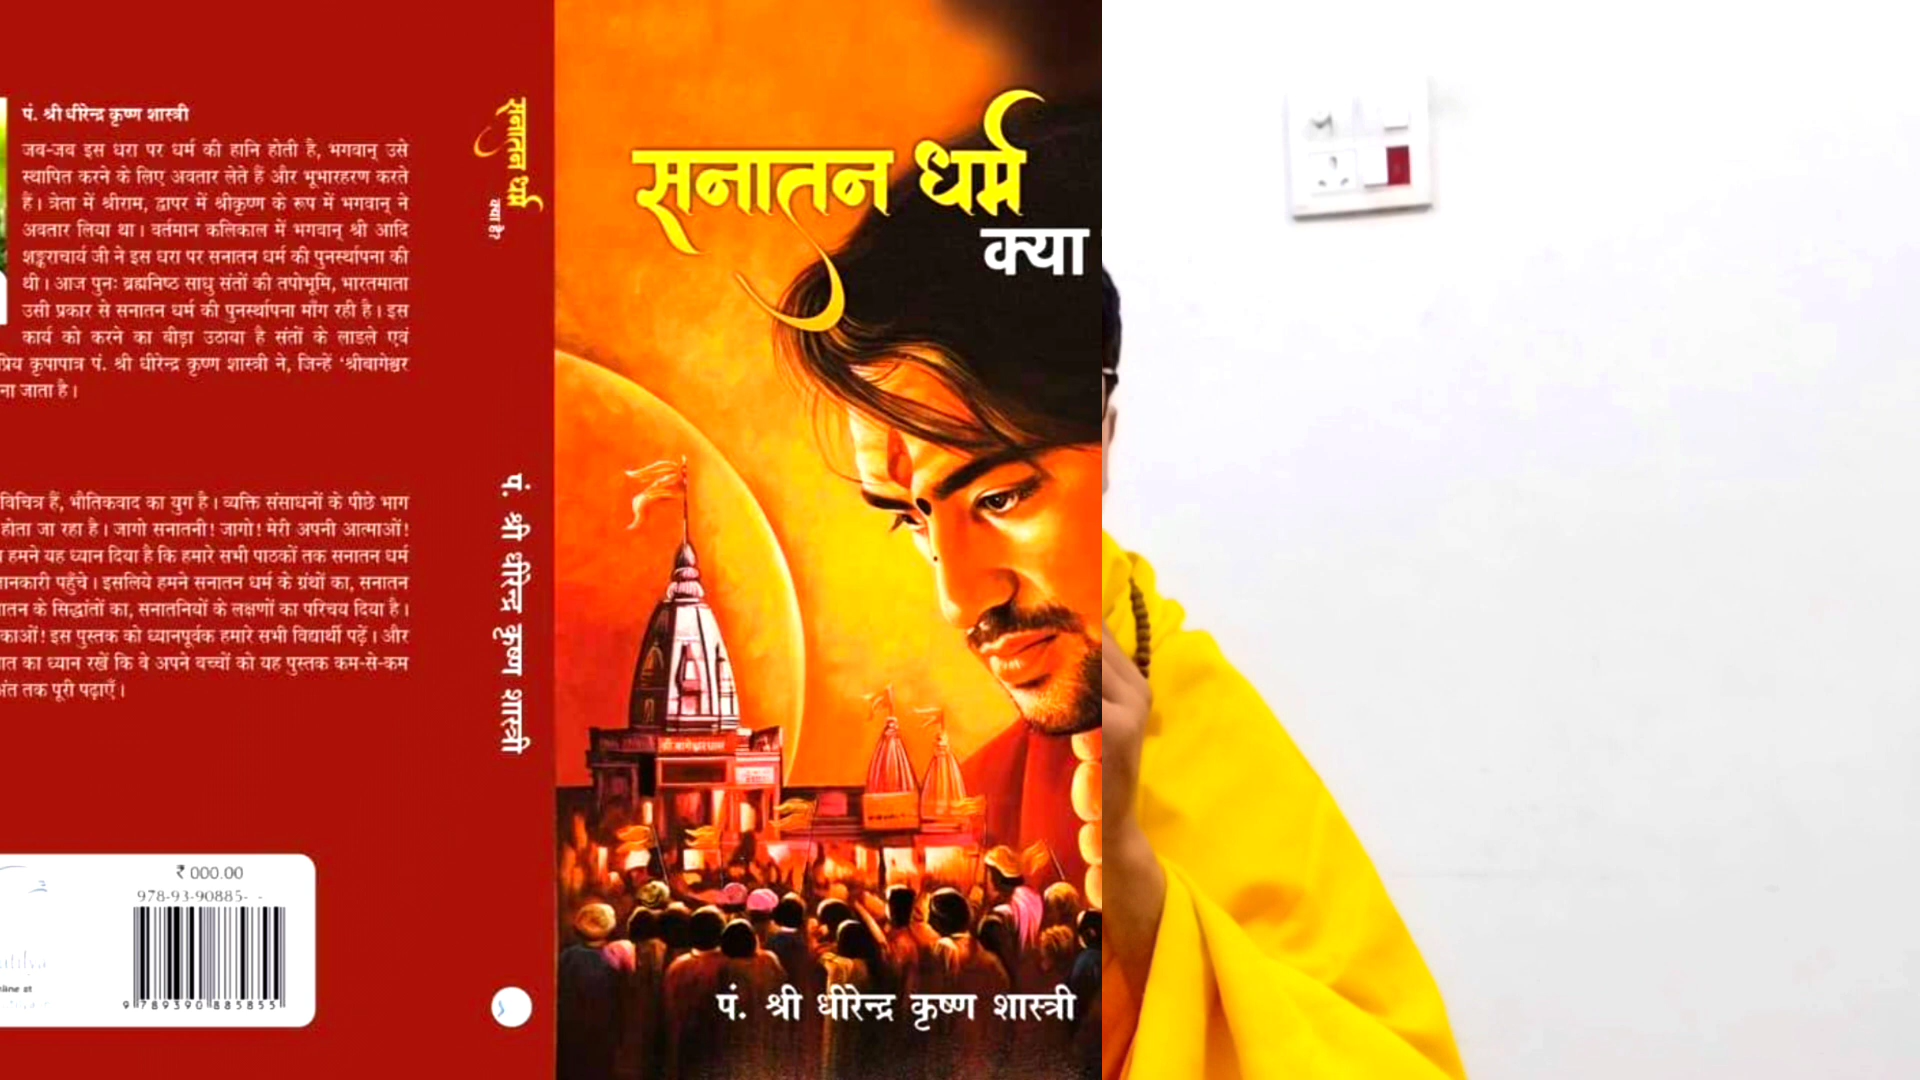 पं. श्री धीरेन्द्र कृष्ण शास्त्री
जब-जब इस धरा पर धर्म की हानि होती है, भगवान् उसे
स्थापित करने के लिए अवतार लेते हैं और भूभारहरण करते
हैं। त्रेता में श्रीराम, द्वापर में श्रीकृष्ण के रूप में भगवान् ने
अवतार लिया था। वर्तमान कलिकाल में भगवान् श्री आदि
शङ्कराचार्य जी ने इस धरा पर सनातन धर्म की पुनर्स्थापना की
थी। आज पुनः ब्रह्मनिष्ठ साधु संतों की तपोभूमि, भारतमाता
उसी प्रकार से सनातन धर्म की पुनर्स्थापना माँग रही है। इस
कार्य को करने का बीड़ा उठाया है संतों के लाडले एवं
प्रिय कृपापात्र पं. श्री धीरेन्द्र कृष्ण शास्त्री ने, जिन्हें 'श्रीबागेश्वर
ना जाता है।
विचित्र हैं, भौतिकवाद का युग है। व्यक्ति संसाधनों के पीछे भाग
होता जा रहा है। जागो सनातनी! जागो! मेरी अपनी आत्माओं!
हमने यह ध्यान दिया है कि हमारे सभी पाठकों तक सनातन धर्म
जानकारी पहुँचे। इसलिये हमने सनातन धर्म के ग्रंथों का, सनातन
के सिद्धांतों का, सनातनियों के लक्षणों का परिचय दिया है।
इस पुस्तक को ध्यानपूर्वक हमारे सभी विद्यार्थी पढ़ें। और
का ध्यान रखें कि वे अपने बच्चों को यह पुस्तक कम-से-कम
अंत तक पूरी पढ़ाएँ।
₹ 000.00
978-93-90885- -
9 789390 885855
सनातन धर्म
क्या है?
पं. श्री धीरेन्द्र कृष्ण शास्त्री
सनातन धर्म
क्या
श्री बागेश्वर धाम
पं. श्री धीरेन्द्र कृष्ण शास्त्री